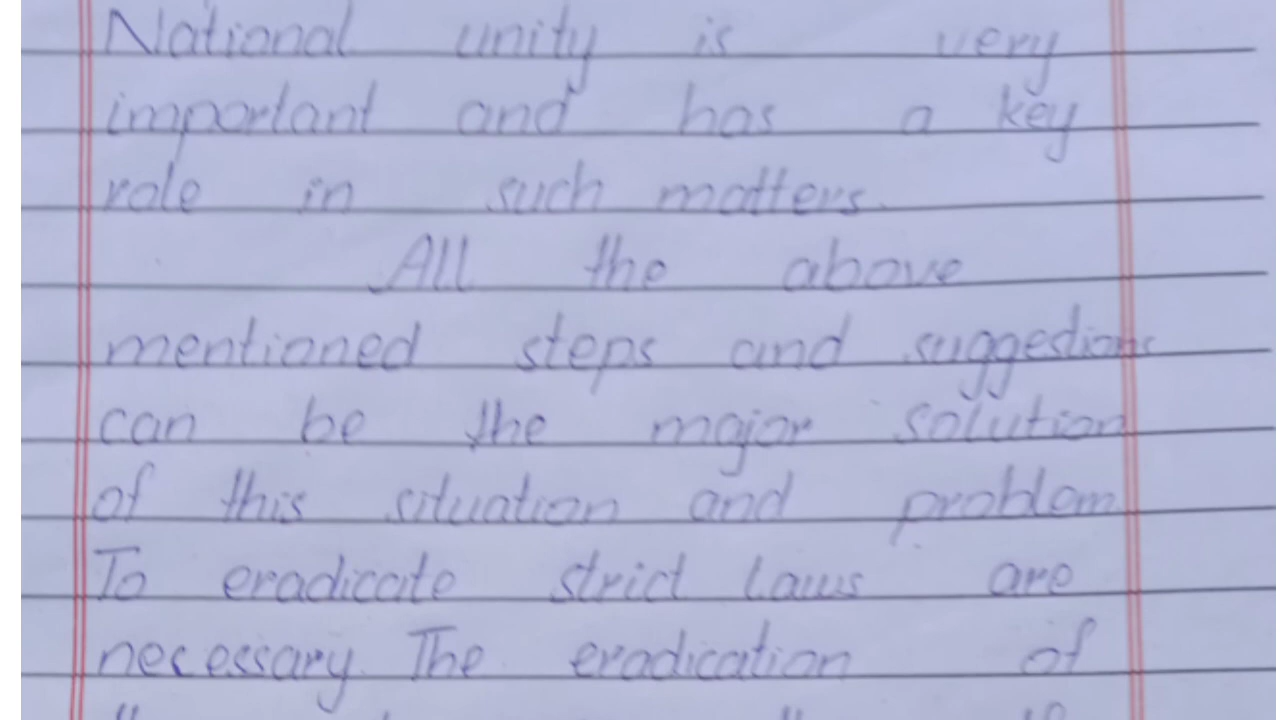 National unity is very
important and has a key
role in such matters.
All the above
mentioned steps and suggestions
can be the major solution
of this situation and problem
To eradicate strict laws are
necessary. The eradication of